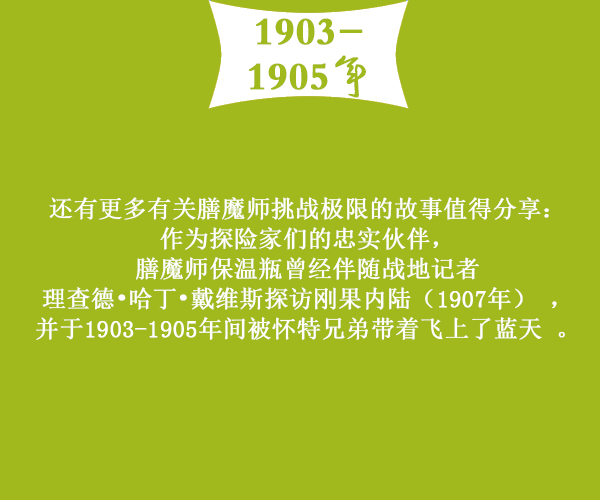 1903-
1905年
还有更多有关膳魔师挑战极限的故事值得分享：
作为探险家们的忠实伙伴，
膳魔师保温瓶曾经伴随战地记者
理查德•哈丁•戴维斯探访刚果内陆（1907年），
并于1903-1905年间被怀特兄弟带着飞上了蓝天 。